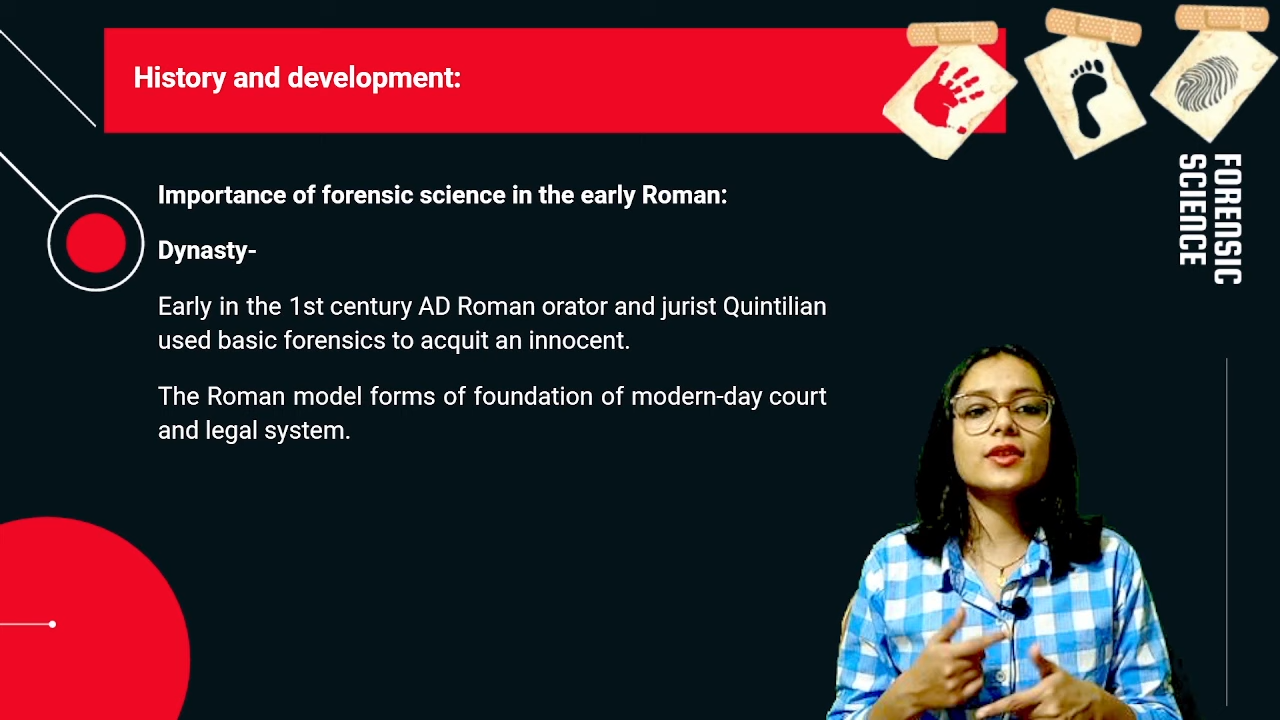 History and development:
FORENSIC
SCIENCE
Importance of forensic science in the early Roman:
Dynasty-
Early in the 1st century AD Roman orator and jurist Quintilian
used basic forensics to acquit an innocent.
The Roman model forms of foundation of modern-day court
and legal system.